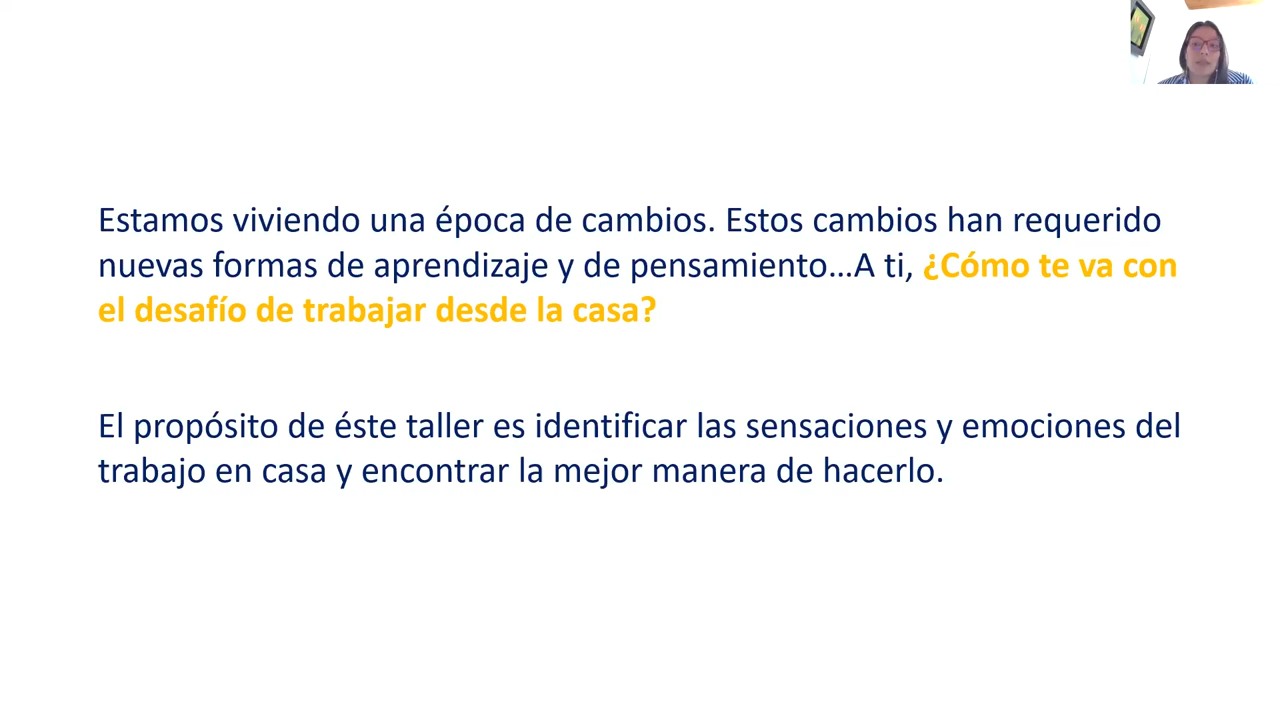 Estamos viviendo una época de cambios. Estos cambios han requerido
nuevas formas de aprendizaje y de pensamiento…A ti, ¿Cómo te va con
el desafío de trabajar desde la casa?
El propósito de éste taller es identificar las sensaciones y emociones del
trabajo en casa y encontrar la mejor manera de hacerlo.